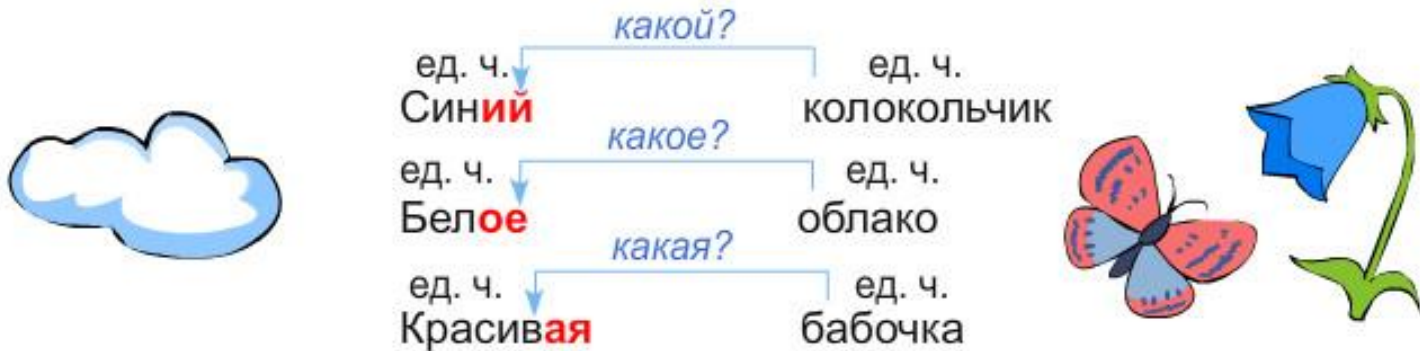 какой?
ед. ч. ед. ч.
Синий колокольчик
какое?
ед. ч. ед. ч.
Белое облако
какая?
ед. ч. ед. ч.
Красивая бабочка